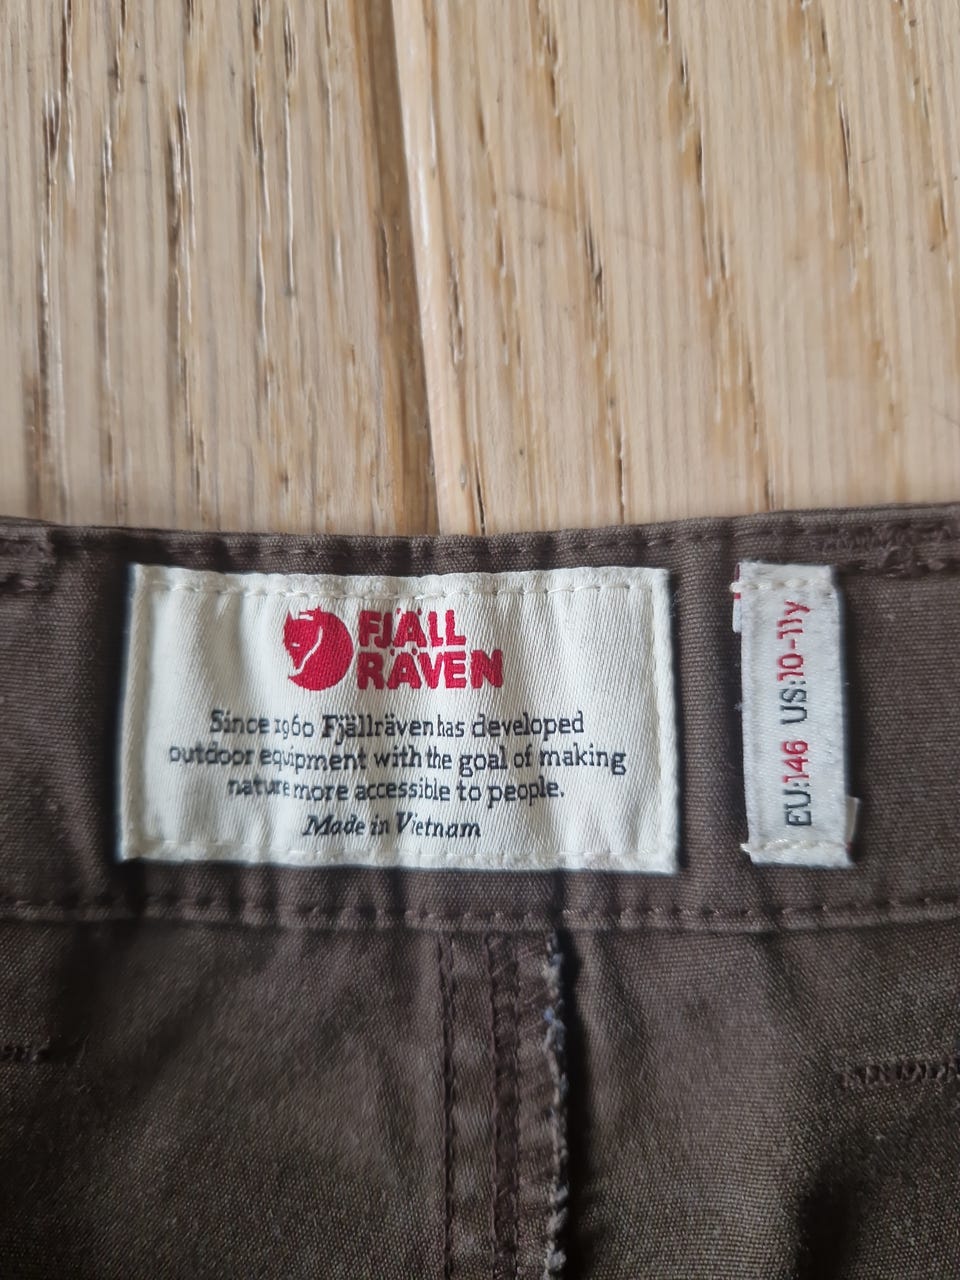 FJÄLL
RÄVEN
Since 1960 Fjällräven has developed
outdoor equipment with the goal of making
nature more accessible to people.
Made in Vietnam
EU:146 US:10-11y